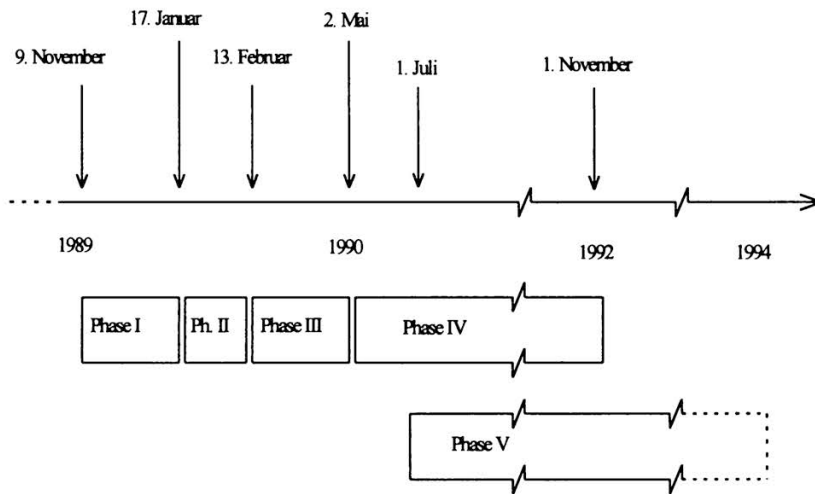 17. Januar
2. Mai
9. November
13. Februar
1. Juli
1. November
1989
1990
1992
1994
Phase I
Ph. II
Phase III
Phase IV
Phase V